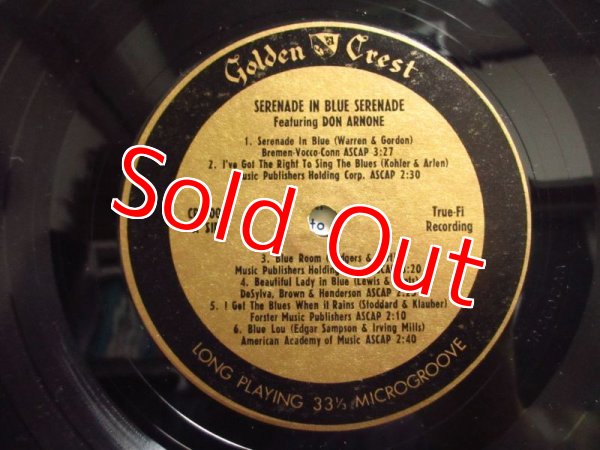 Golden Crest
SERENADE IN BLUE SERENADE
Featuring DON ARNONE
1. Serenade In Blue (Warren & Gordon)
Bremen-Vocco-Conn ASCAP 3:27
2. I've Got The Right To Sing The Blues (Kohler & Arlen)
Music Publishers Holding Corp. ASCAP 2:30
True-Fi
Recording
Sold Out
to
3. Blue Room
Music Publishers Holding
4. Beautiful Lady in Blue (Lewis &
DeSylva, Brown & Henderson ASCAP
5. I Get The Blues When it Rains (Stoddard & Klauber)
Forster Music Publishers ASCAP 2:10
6. Blue Lou (Edgar Sampson & Irving Mills)
American Academy of Music ASCAP 2:40
LONG PLAYING 33⅓ MICROGROOVE